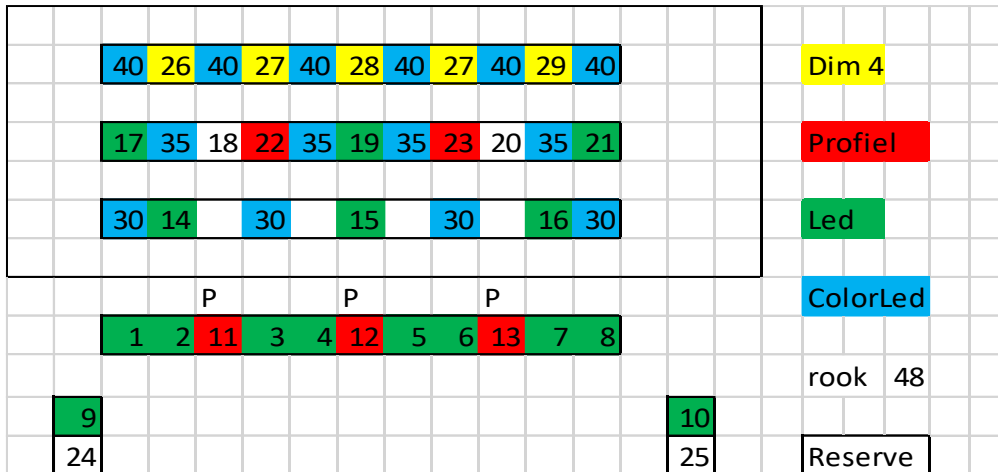 40 26 40 27 40 28 40 27 40 29 40 Dim 4
17 35 18 22 35 19 35 23 20 35 21 Profiel
30 14 30 15 30 16 30 Led
P P P ColorLed
1 2 11 3 4 12 5 6 13 7 8
rook 48
9 10
24 25 Reserve